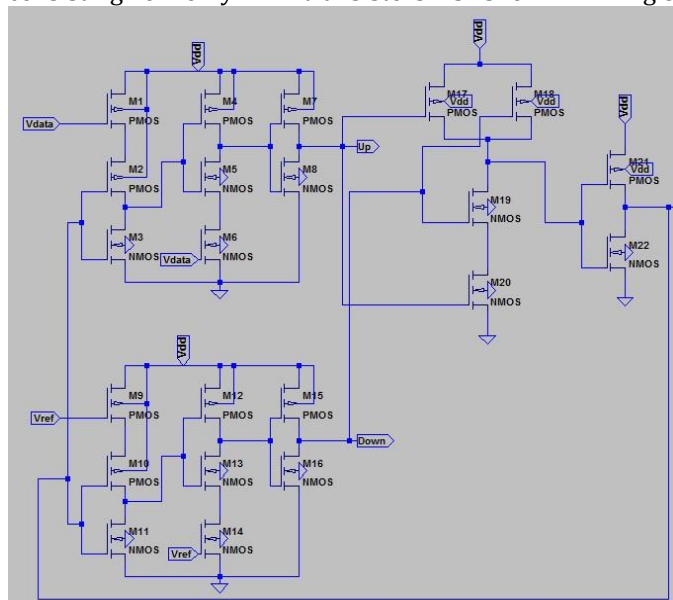 Vdd
Vdd
M1
M4
M7
M17
M18
Vdd
Vdd
PMOS
PMOS
Vdata
PMOS
PMOS
PMOS
Vdd
M2
M5
M8
Up
M21
Vdd
PMOS
NMOS
NMOS
PMOS
M3
M6
M19
NMOS
NMOS
NMOS
Vdata
M22
NMOS
M20
NMOS
Vdd
M9
M12
M15
PMOS
PMOS
PMOS
Vref
M10
M13
M16
Down
PMOS
NMOS
NMOS
M11
M14
NMOS
NMOS
Vref